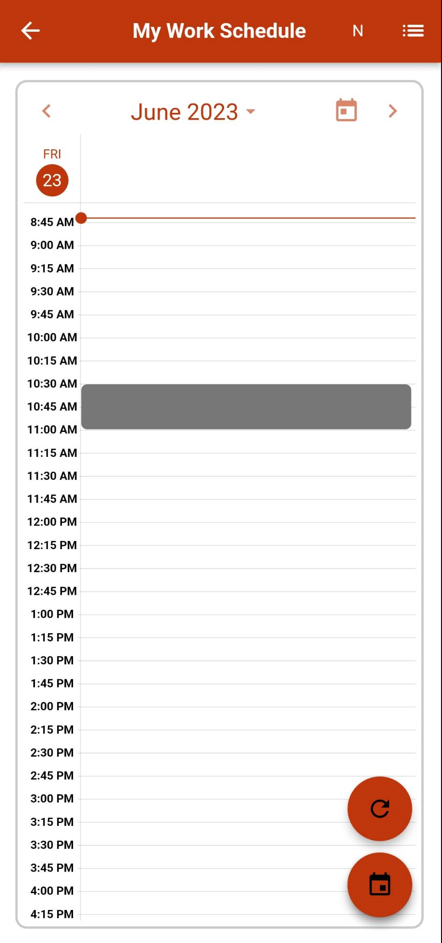 My Work Schedule N
June 2023
FRI
23
8:45 AM
9:00 AM
9:15 AM
9:30 AM
9:45 AM
10:00 AM
10:15 AM
10:30 AM
10:45 AM
11:00 AM
11:15 AM
11:30 AM
11:45 AM
12:00 PM
12:15 PM
12:30 PM
12:45 PM
1:00 PM
1:15 PM
1:30 PM
1:45 PM
2:00 PM
2:15 PM
2:30 PM
2:45 PM
3:00 PM
3:15 PM
3:30 PM
3:45 PM
4:00 PM
4:15 PM